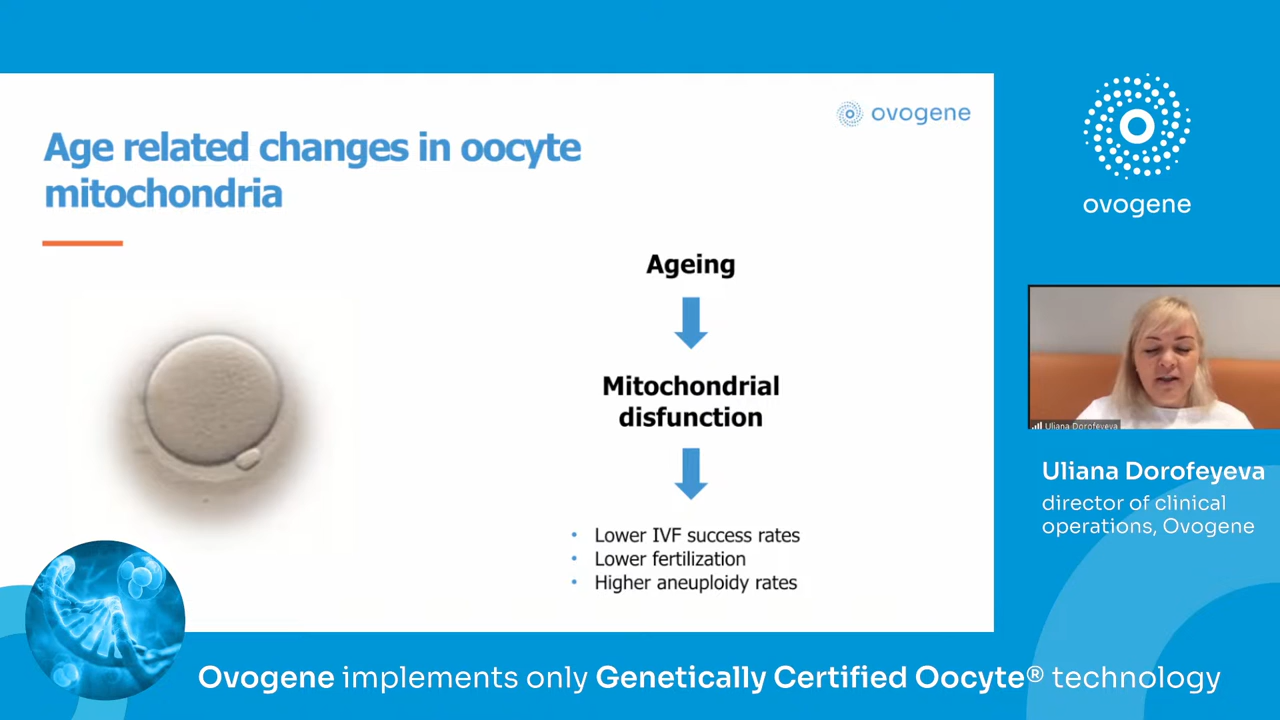 ovogene
Age related changes in oocyte
mitochondria
Ageing
Mitochondrial
disfunction
• Lower IVF success rates
• Lower fertilization
• Higher aneuploidy rates
ovogene
Uliana Dorofeyeva
Uliana Dorofeyeva
director of clinical
operations, Ovogene
Ovogene implements only Genetically Certified Oocyte® technology